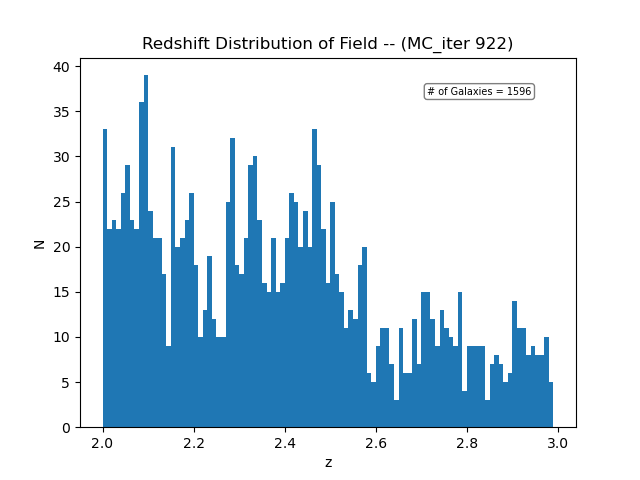 Redshift Distribution of Field -- (MC_iter 922)
# of Galaxies = 1596
N
40
35
30
25
20
15
10
5
0
2.0 2.2 2.4 2.6 2.8 3.0
z